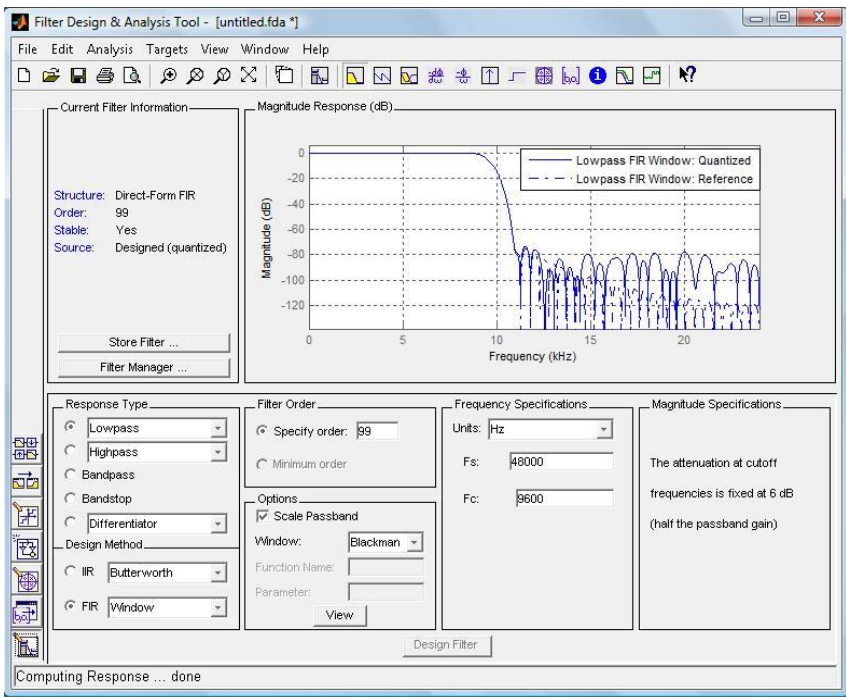 Filter Design & Analysis Tool - [untitled.fda *]
File Edit Analysis Targets View Window Help
Current Filter Information
Structure: Direct-Form FIR
Order: 99
Stable: Yes
Source: Designed (quantized)
Store Filter ...
Filter Manager ...
Magnitude Response (dB)
Lowpass FIR Window: Quantized
Lowpass FIR Window: Reference
Magnitude (dB)
0
-20
-40
-60
-80
-100
-120
0 5 10 15 20
Frequency (kHz)
Response Type
Lowpass
Highpass
Bandpass
Bandstop
Differentiator
Design Method
IIR Butterworth
FIR Window
Filter Order
Specify order: 99
Minimum order
Options
Scale Passband
Window: Blackman
Function Name:
Parameter:
View
Frequency Specifications
Units: Hz
Fs: 48000
Fc: 9600
Magnitude Specifications
The attenuation at cutoff
frequencies is fixed at 6 dB
(half the passband gain)
Design Filter
Computing Response ... done